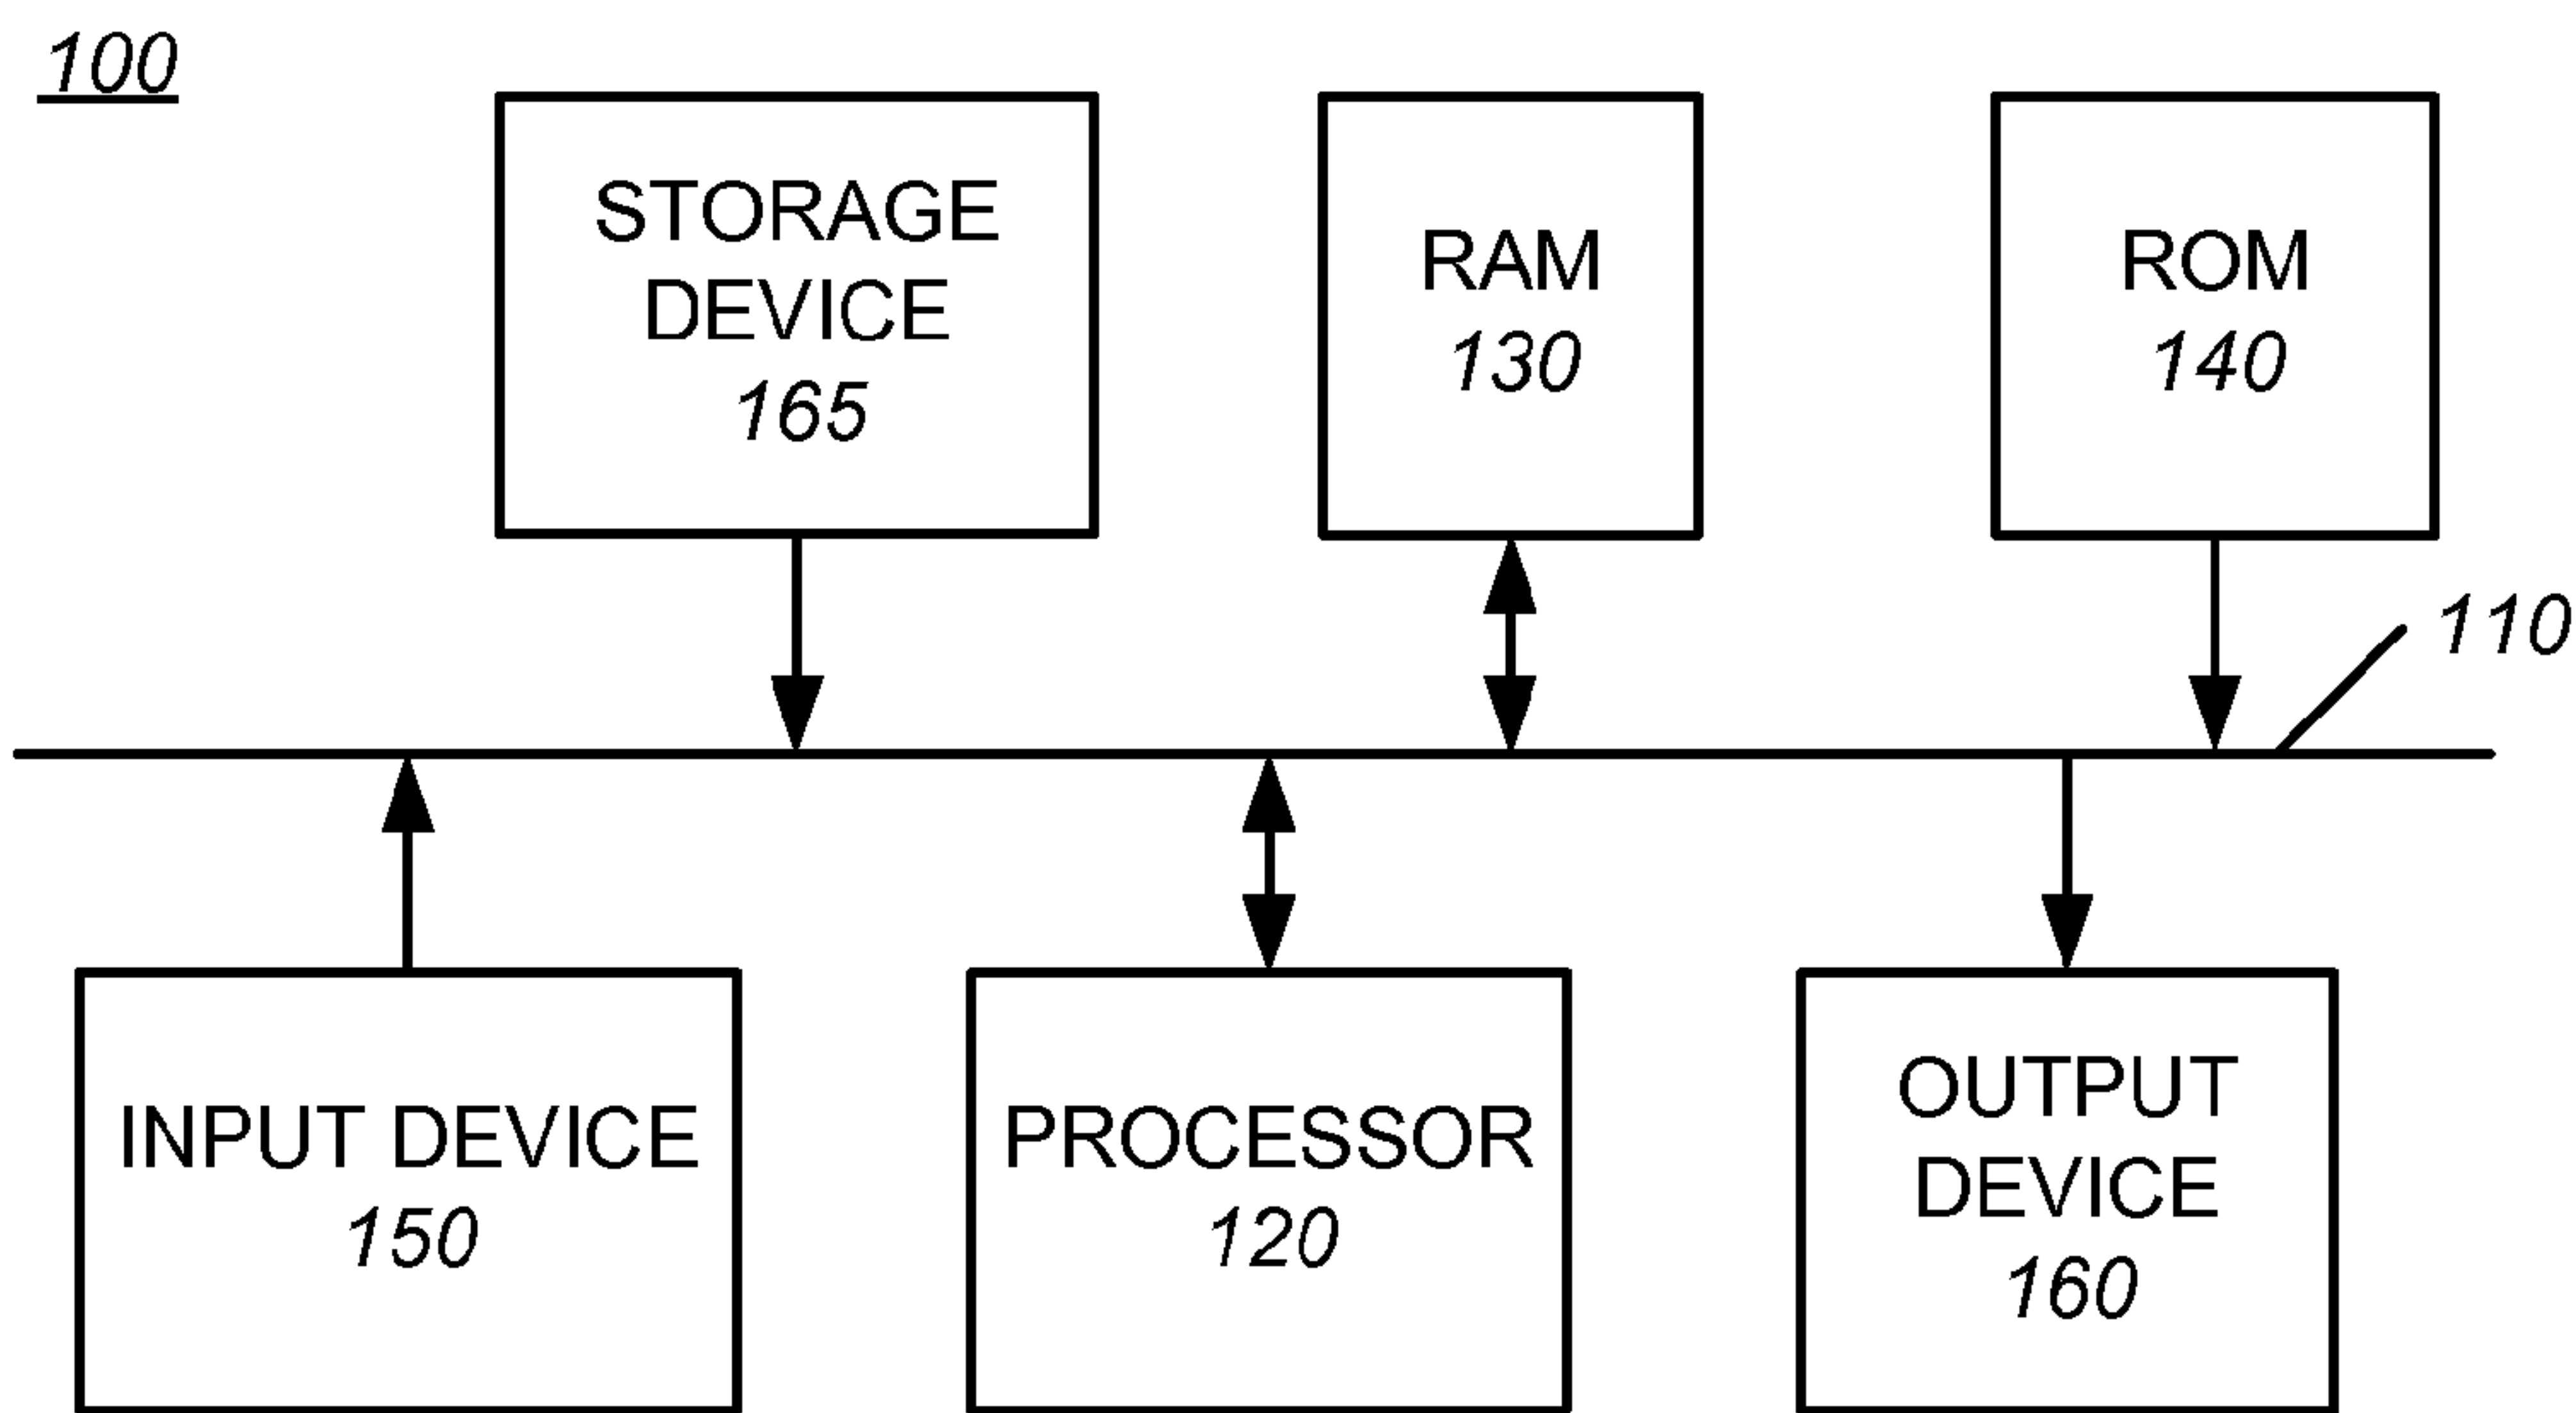 100
STORAGE
DEVICE
165
RAM
130
ROM
140
110
INPUT DEVICE
150
PROCESSOR
120
OUTPUT
DEVICE
160